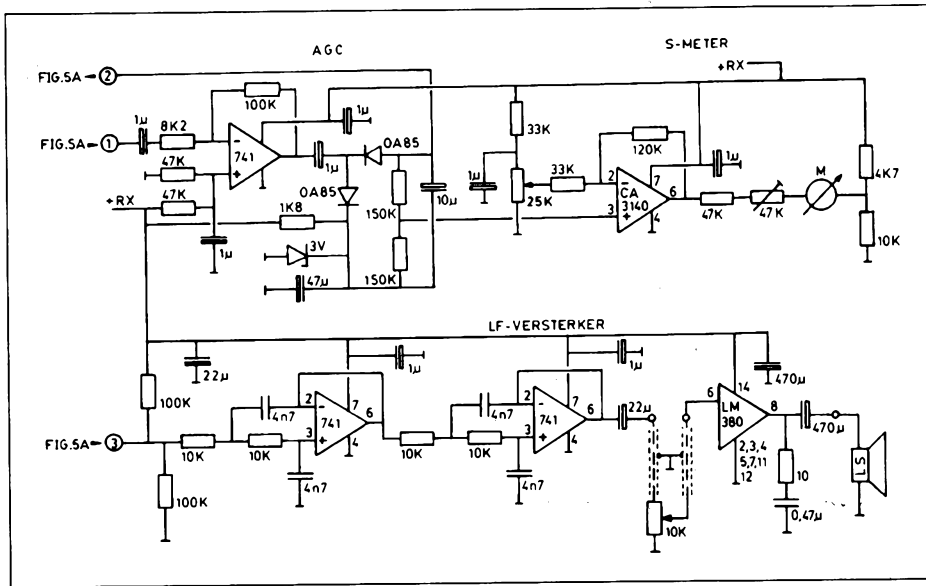 AGC
S-METER
+RX
FIG.5A
2
100K
1µ
33K
120K
1µ
8K2
FIG.5A
1
1µ
741
−
+
1µ
OA85
47K
+RX
47K
OA85
1K8
150K
10µ
1µ
25K
33K
2
−
CA
3140
7
6
3
+
4
47K
47K
M
4K7
10K
1µ
3V
47µ
150K
LF-VERSTERKER
22µ
1µ
1µ
470µ
100K
4n7
2
−
7
741
6
3
+
4
4n7
2
−
7
741
6
3
+
4
22µ
6
14
LM
380
8
470µ
LS
FIG.5A
3
10K
10K
10K
10K
2,3,4
5,7,11
12
10
100K
4n7
4n7
10K
0,47µ